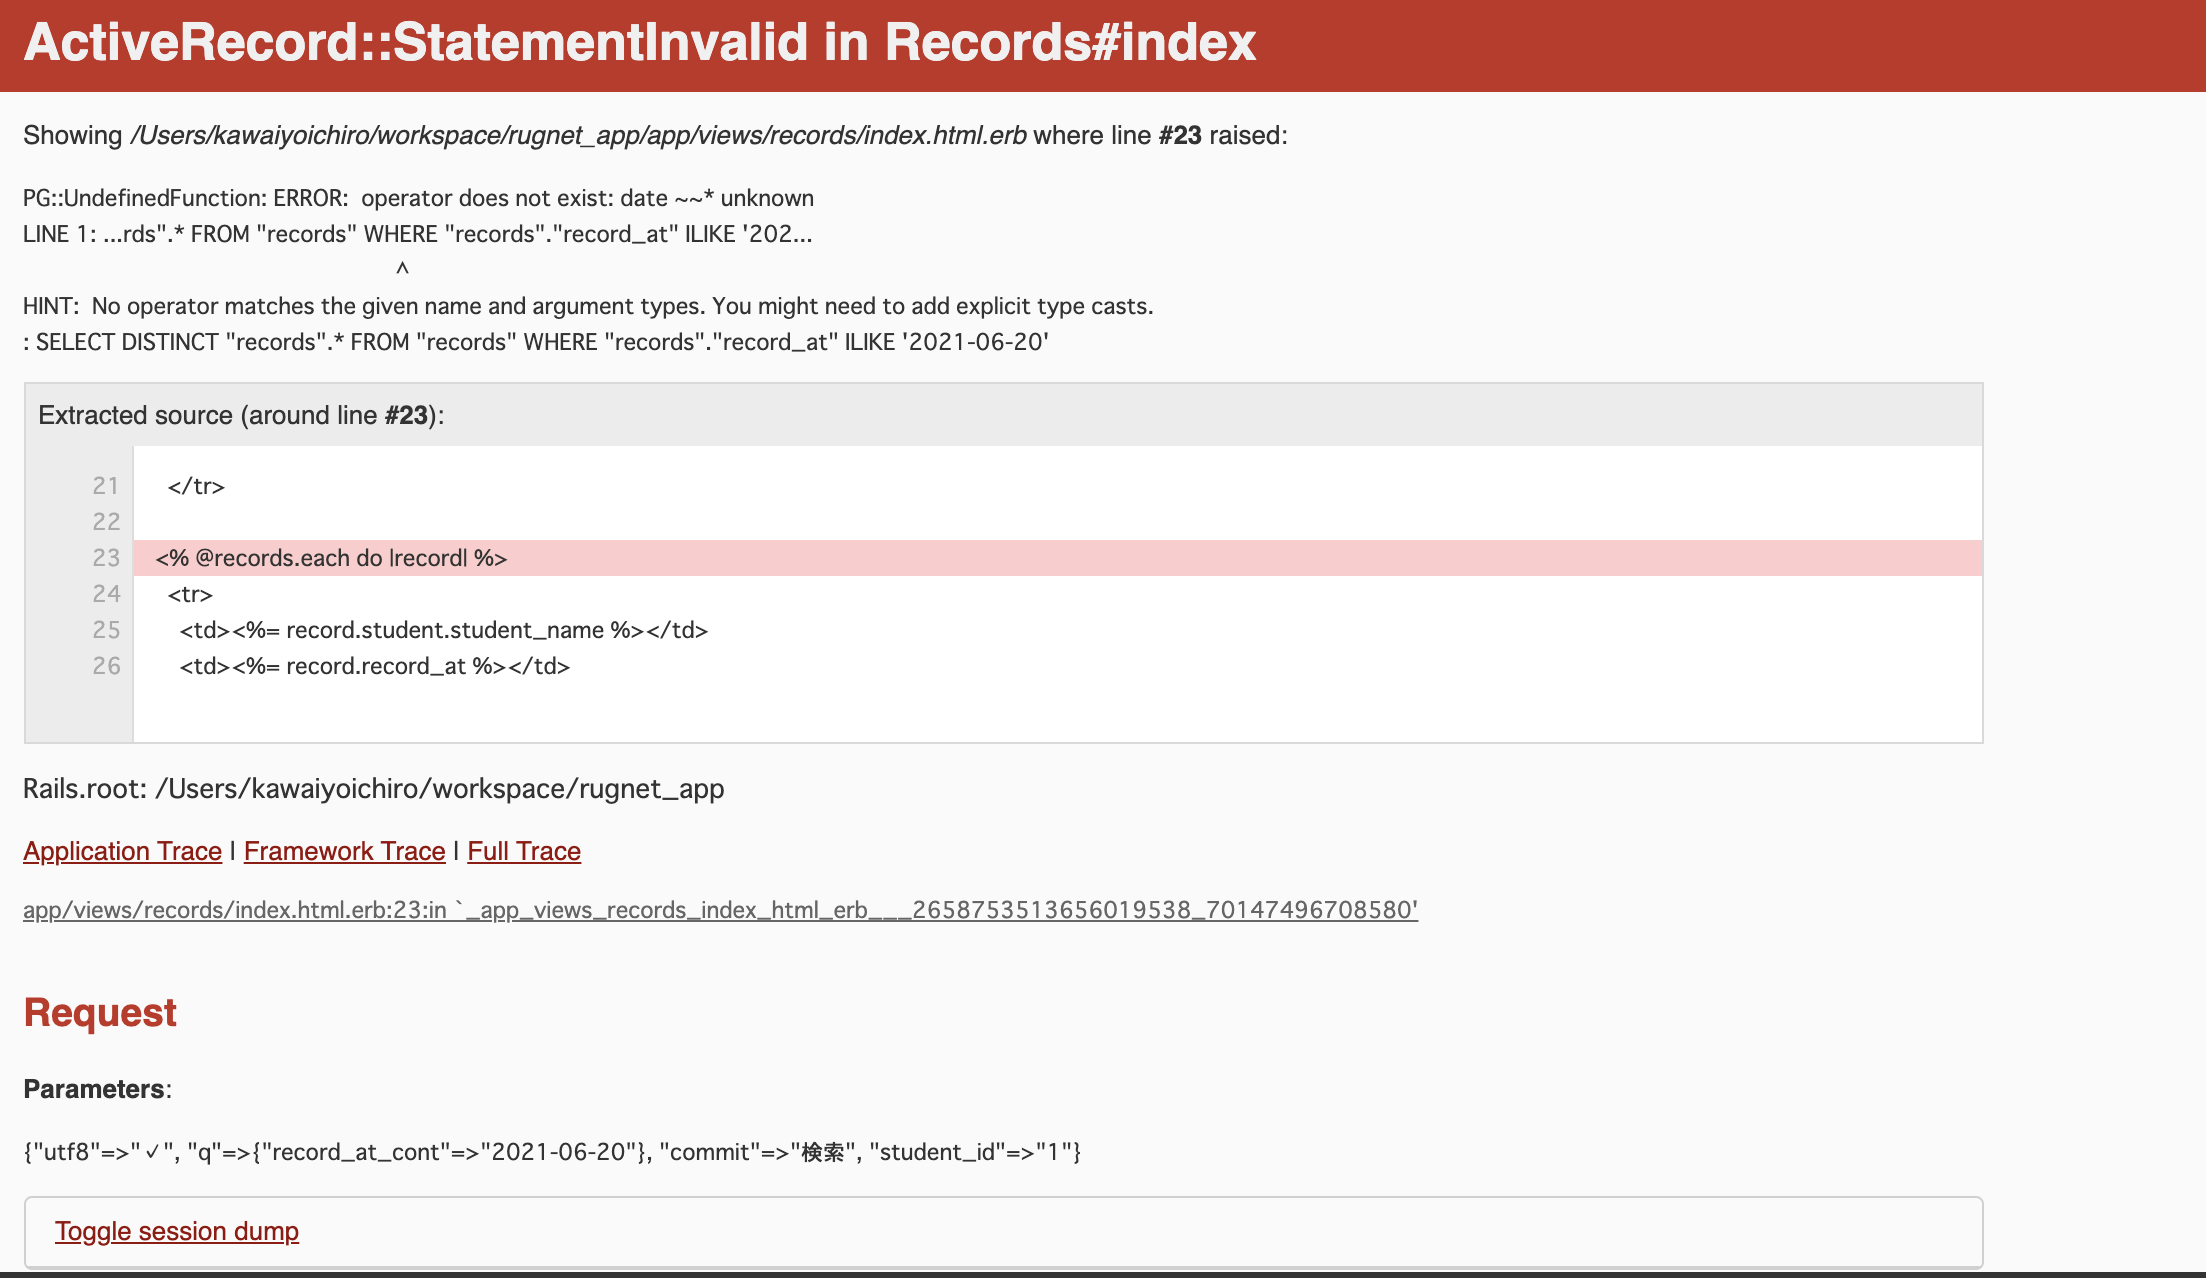 ActiveRecord::StatementInvalid in Records#index
Showing /Users/kawaiyoichiro/workspace/rugnet_app/app/views/records/index.html.erb where line #23 raised:
PG::UndefinedFunction: ERROR:  operator does not exist: date ~~* unknown
LINE 1: ...rds".* FROM "records" WHERE "records"."record_at" ILIKE '202...
^
HINT:  No operator matches the given name and argument types. You might need to add explicit type casts.
: SELECT DISTINCT "records".* FROM "records" WHERE "records"."record_at" ILIKE '2021-06-20'
Extracted source (around line #23):
21 </tr>
22
23 <% @records.each do |record| %>
24 <tr>
25 <td><%= record.student.student_name %></td>
26 <td><%= record.record_at %></td>
Rails.root: /Users/kawaiyoichiro/workspace/rugnet_app
Application Trace | Framework Trace | Full Trace
app/views/records/index.html.erb:23:in `_app_views_records_index_html_erb___2658753513656019538_70147496708580'
Request
Parameters:
{"utf8"=>"✓", "q"=>{"record_at_cont"=>"2021-06-20"}, "commit"=>"検索", "student_id"=>"1"}
Toggle session dump